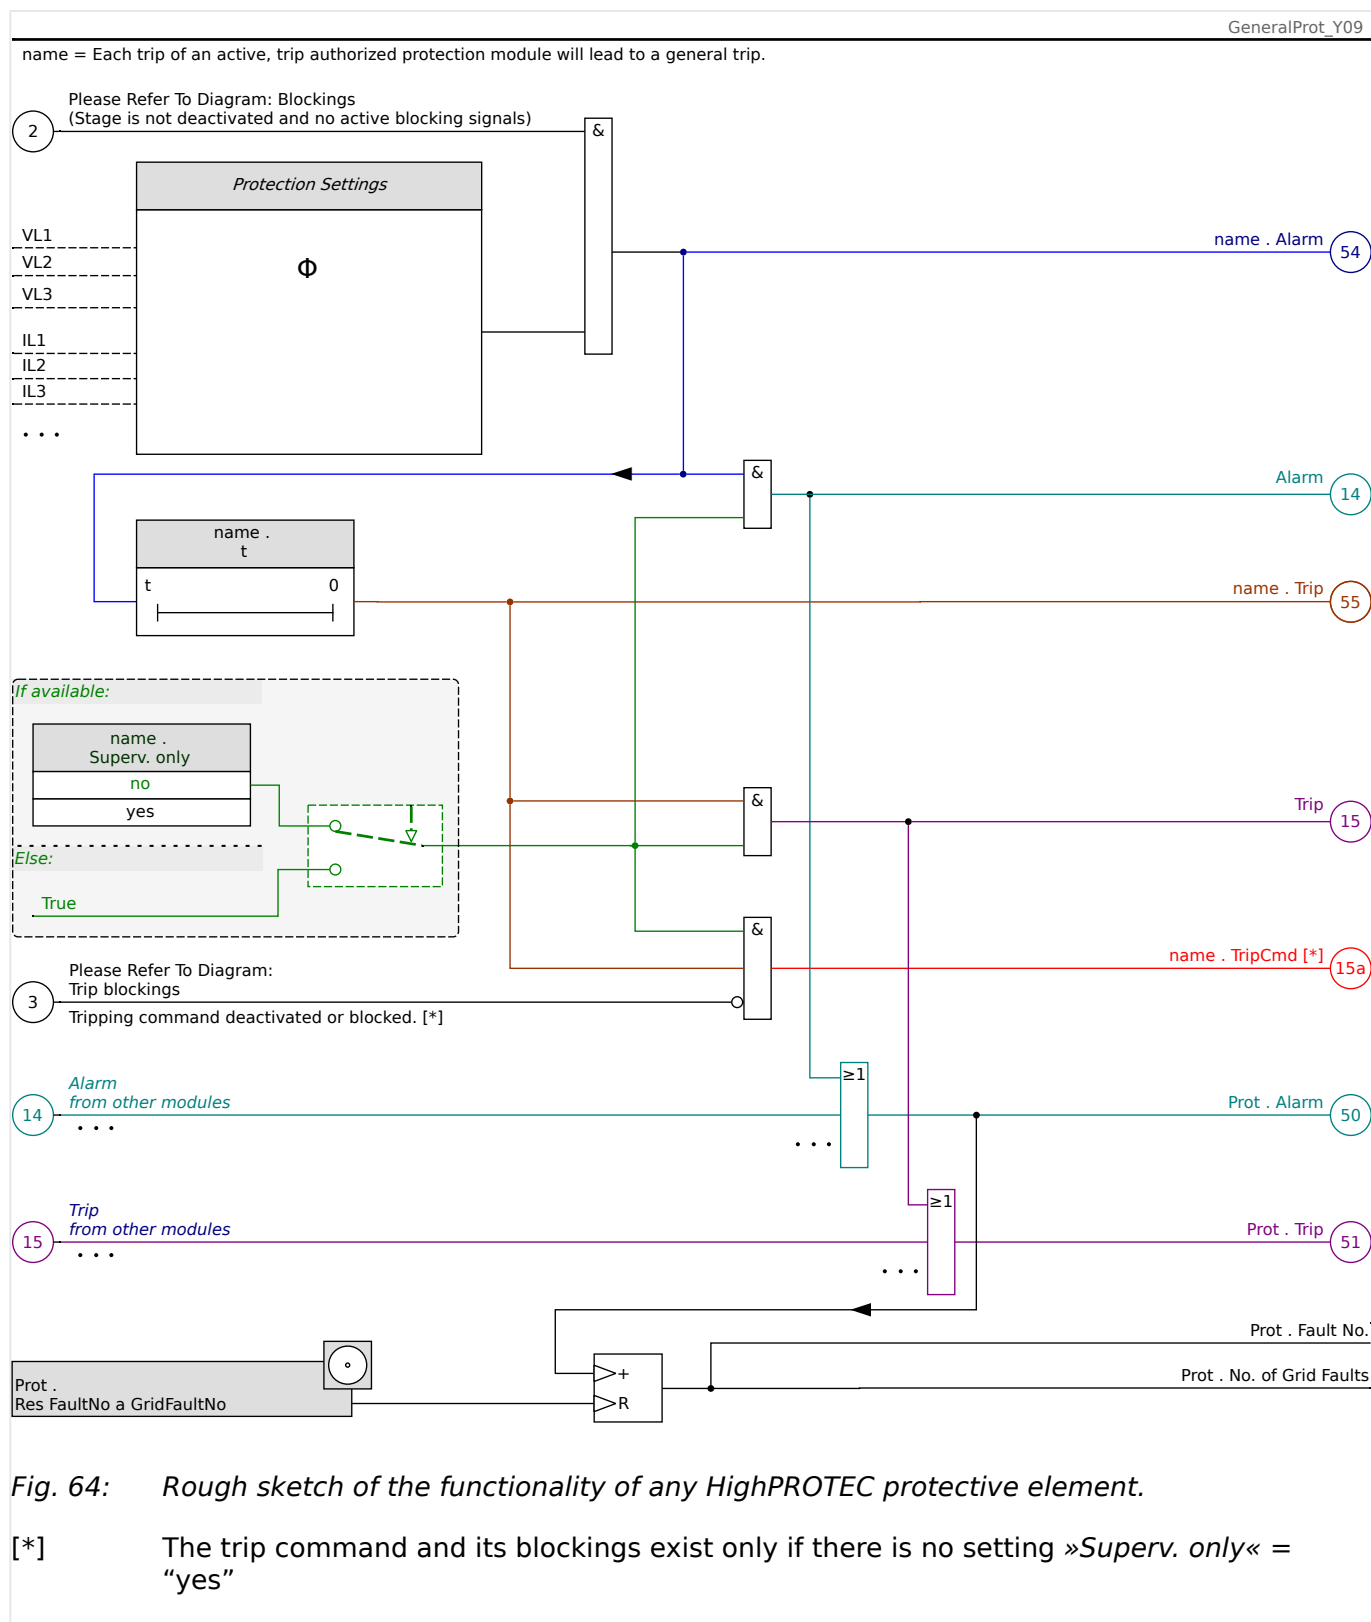 GeneralProt_Y09
name = Each trip of an active, trip authorized protection module will lead to a general trip.
Please Refer To Diagram: Blockings
(Stage is not deactivated and no active blocking signals)
2
&
Protection Settings
Φ
VL1
VL2
VL3
IL1
IL2
IL3
. . .
name . Alarm
54
&
Alarm
14
name .
t
t 0
name . Trip
55
If available:
name .
Superv. only
no
yes
Else:
True
&
Trip
15
&
name . TripCmd [*]
15a
Please Refer To Diagram:
Trip blockings
3
Tripping command deactivated or blocked. [*]
Alarm
from other modules
14
. . .
≥1
. . .
Prot . Alarm
50
Trip
from other modules
15
. . .
≥1
. . .
Prot . Trip
51
Prot . Fault No.
Prot . No. of Grid Faults
Prot .
Res FaultNo a GridFaultNo
+
R
Fig. 64: Rough sketch of the functionality of any HighPROTEC protective element.
[*] The trip command and its blockings exist only if there is no setting »Superv. only« =
“yes”